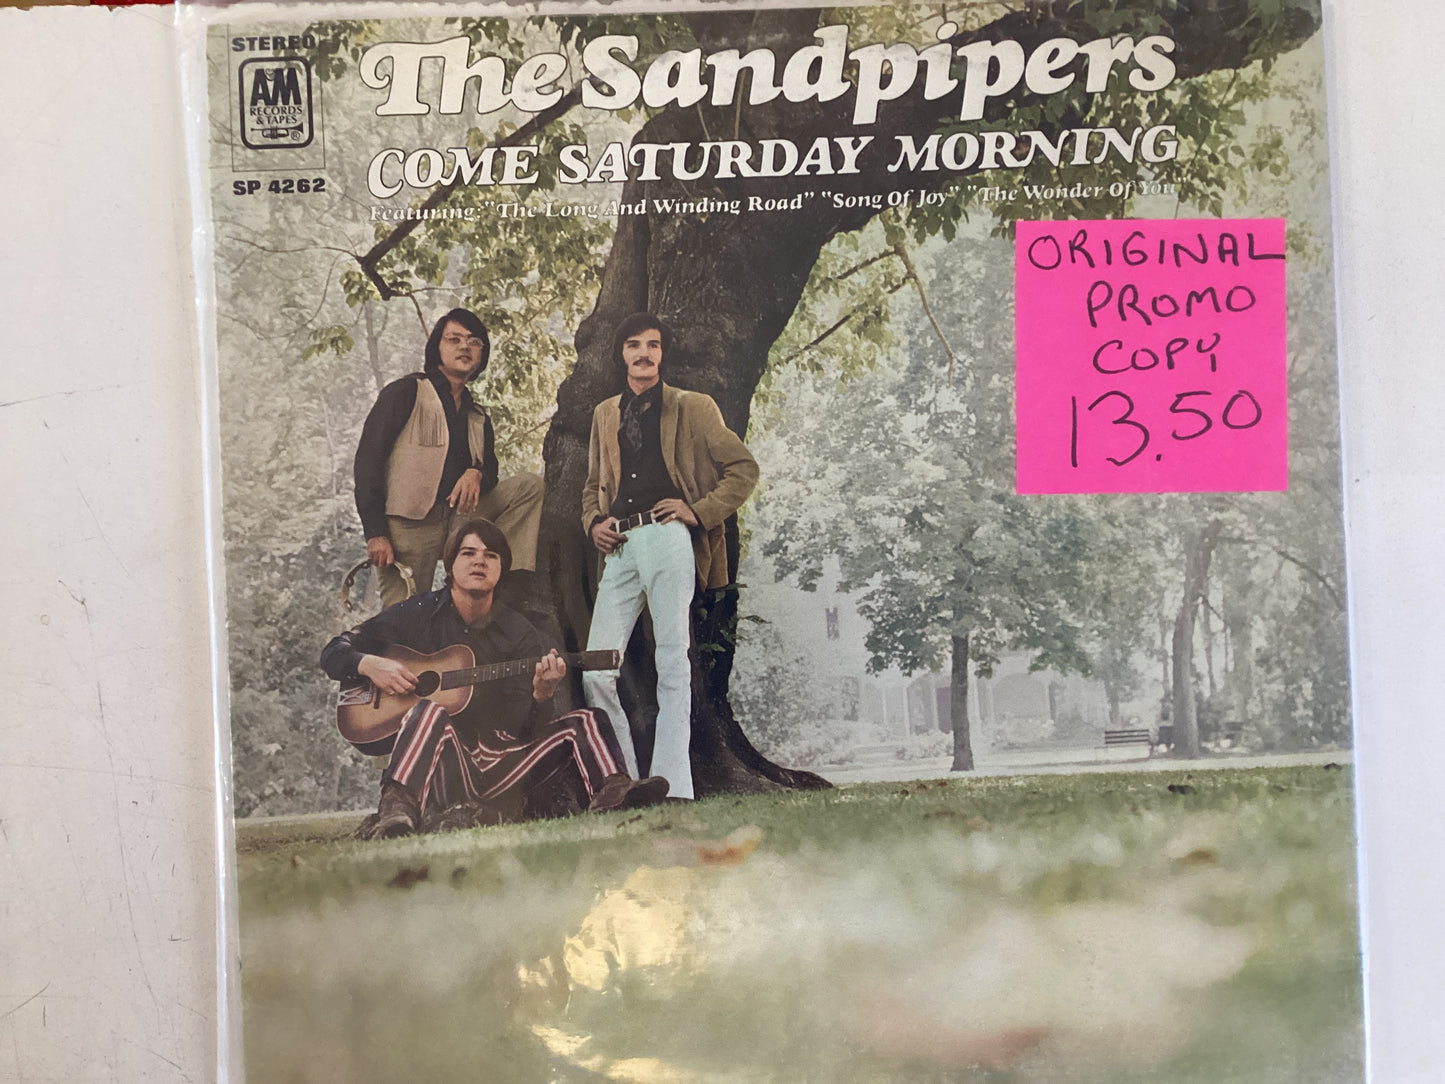 STEREO
A&M
RECORDS
& TAPES
®
SP 4262
The Sandpipers
COME SATURDAY MORNING
Featuring: "The Long And Winding Road" "Song Of Joy" "The Wonder Of You"
ORIGINAL
PROMO
COPY
13.50